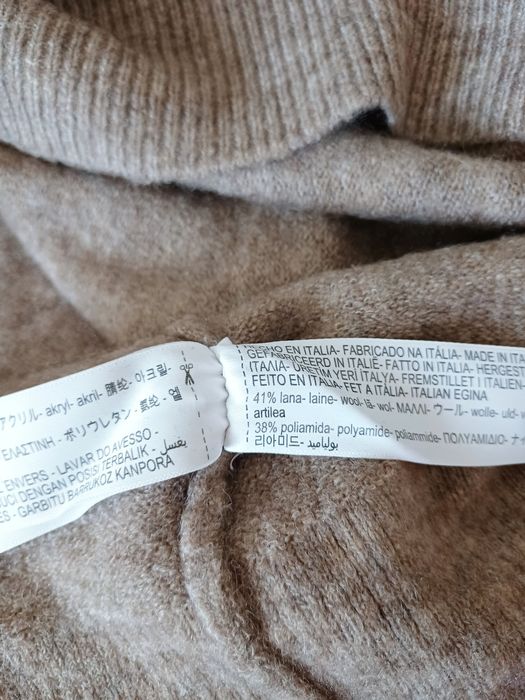 アクリル- akryl- akril- 腈纶- 아크릴-
ΕΛΑΣΤΙΝΗ - ポリウレタン - 氨纶 - 엘
ENVERS - LAVAR DO AVESSO - بغسل
DENGAN POSISI TERBALIK -
GARBITU BARRUKOZ KANPORA
HECHO EN ITALIA- FABRICADO NA ITÁLIA- MADE IN
GEFABRICEERD IN ITALIË- FATTO IN ITALIA- HERGEST
ΙΤΑΛΙΑ- ÜRETİM YERİ İTALYA- FREMSTILLET I ITALIEN
FEITO EN ITALIA- FET A ITÀLIA- ITALIAN EGINA
41% lana- laine- wool- lã- wol- ΜΑΛΛΙ- ウール- wolle- uld-
artilea
38% poliamida- polyamide- poliammide- ΠΟΛΥΑΜΙΔΙΟ-
بولياميد -리아미드